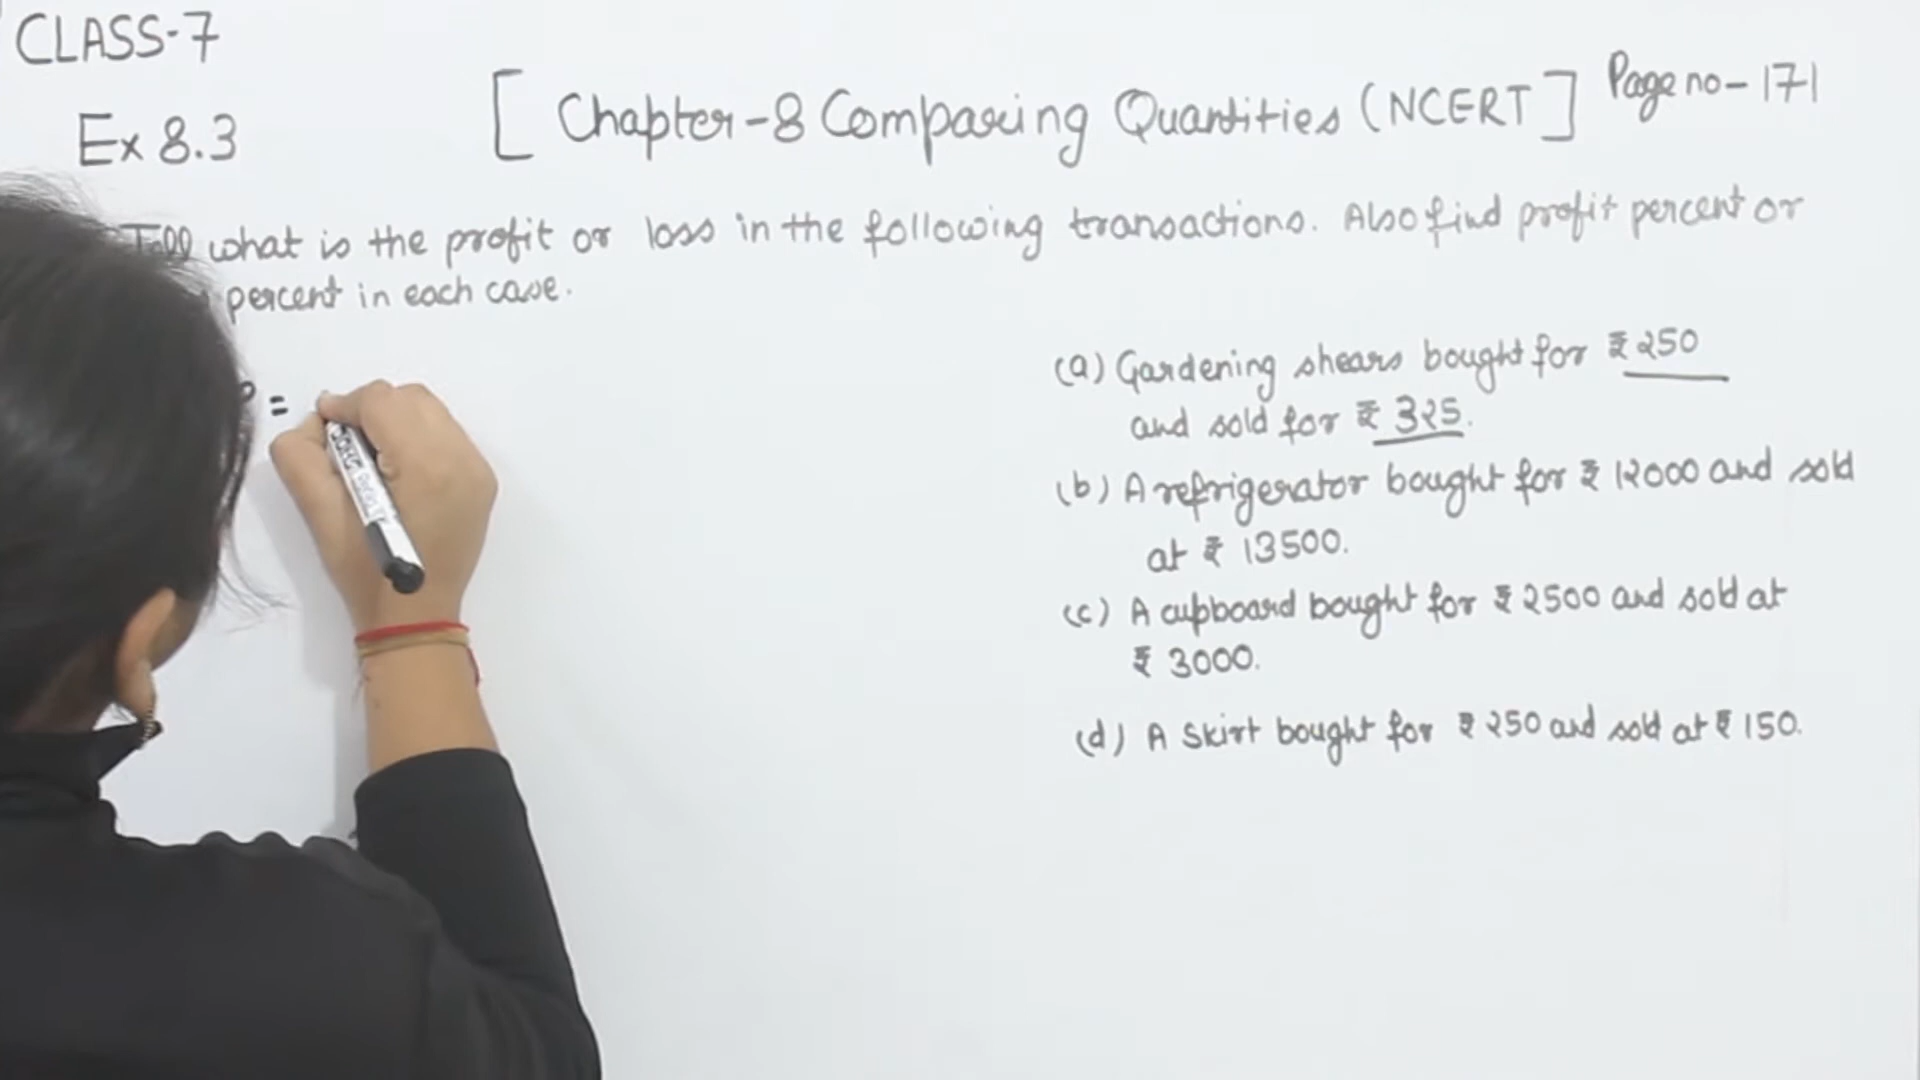 CLASS-7
Ex 8.3
[ Chapter-8 Comparing Quantities (NCERT ] Page no - 171
Tell what is the profit or loss in the following transactions. Also find profit percent or
percent in each case.
=
(a) Gardening shears bought for ₹ 250
and sold for ₹ 325.
(b) A refrigerator bought for ₹ 12000 and sold
at ₹ 13500.
(c) A cupboard bought for ₹ 2500 and sold at
₹ 3000.
(d) A Skirt bought for ₹ 250 and sold at ₹ 150.